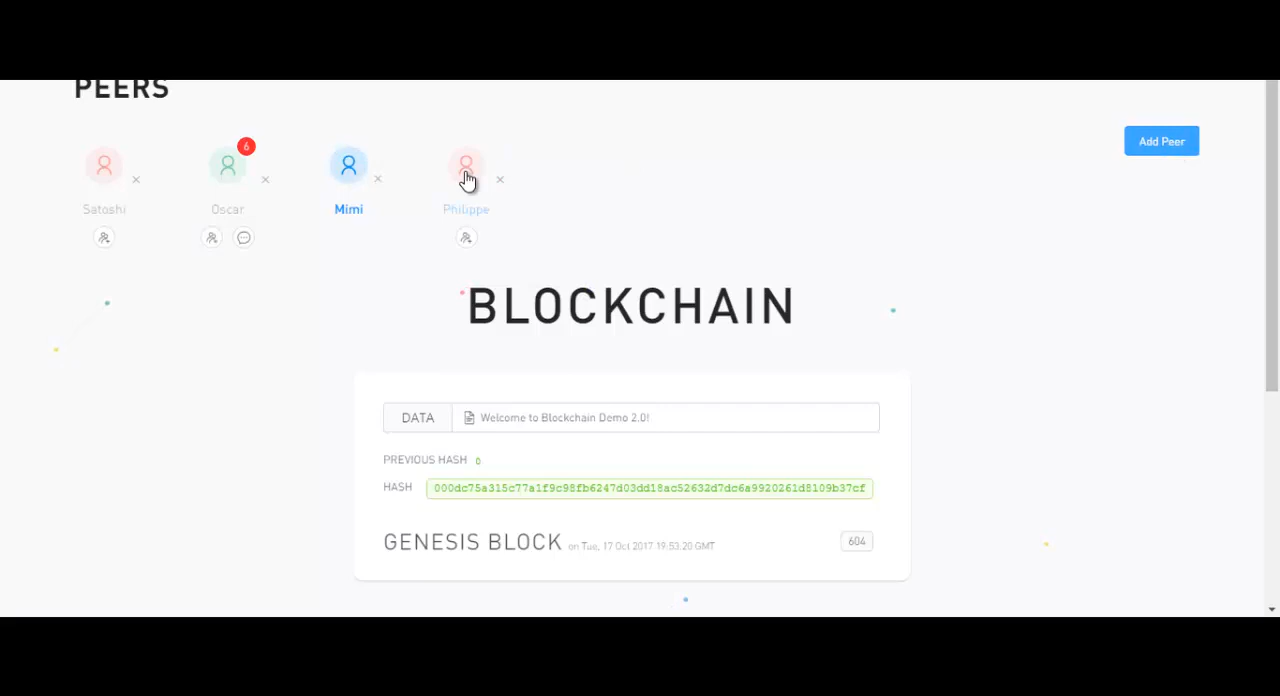 PEERS
6
Add Peer
Satoshi
Oscar
Mimi
Philippe
BLOCKCHAIN
DATA Welcome to Blockchain Demo 2.0!
PREVIOUS HASH 0
HASH 000dc75a315c77a1f9c98fb6247d03dd18ac52632d7dc6a9920261d8109b37cf
GENESIS BLOCK on Tue, 17 Oct 2017 19:53:20 GMT 604